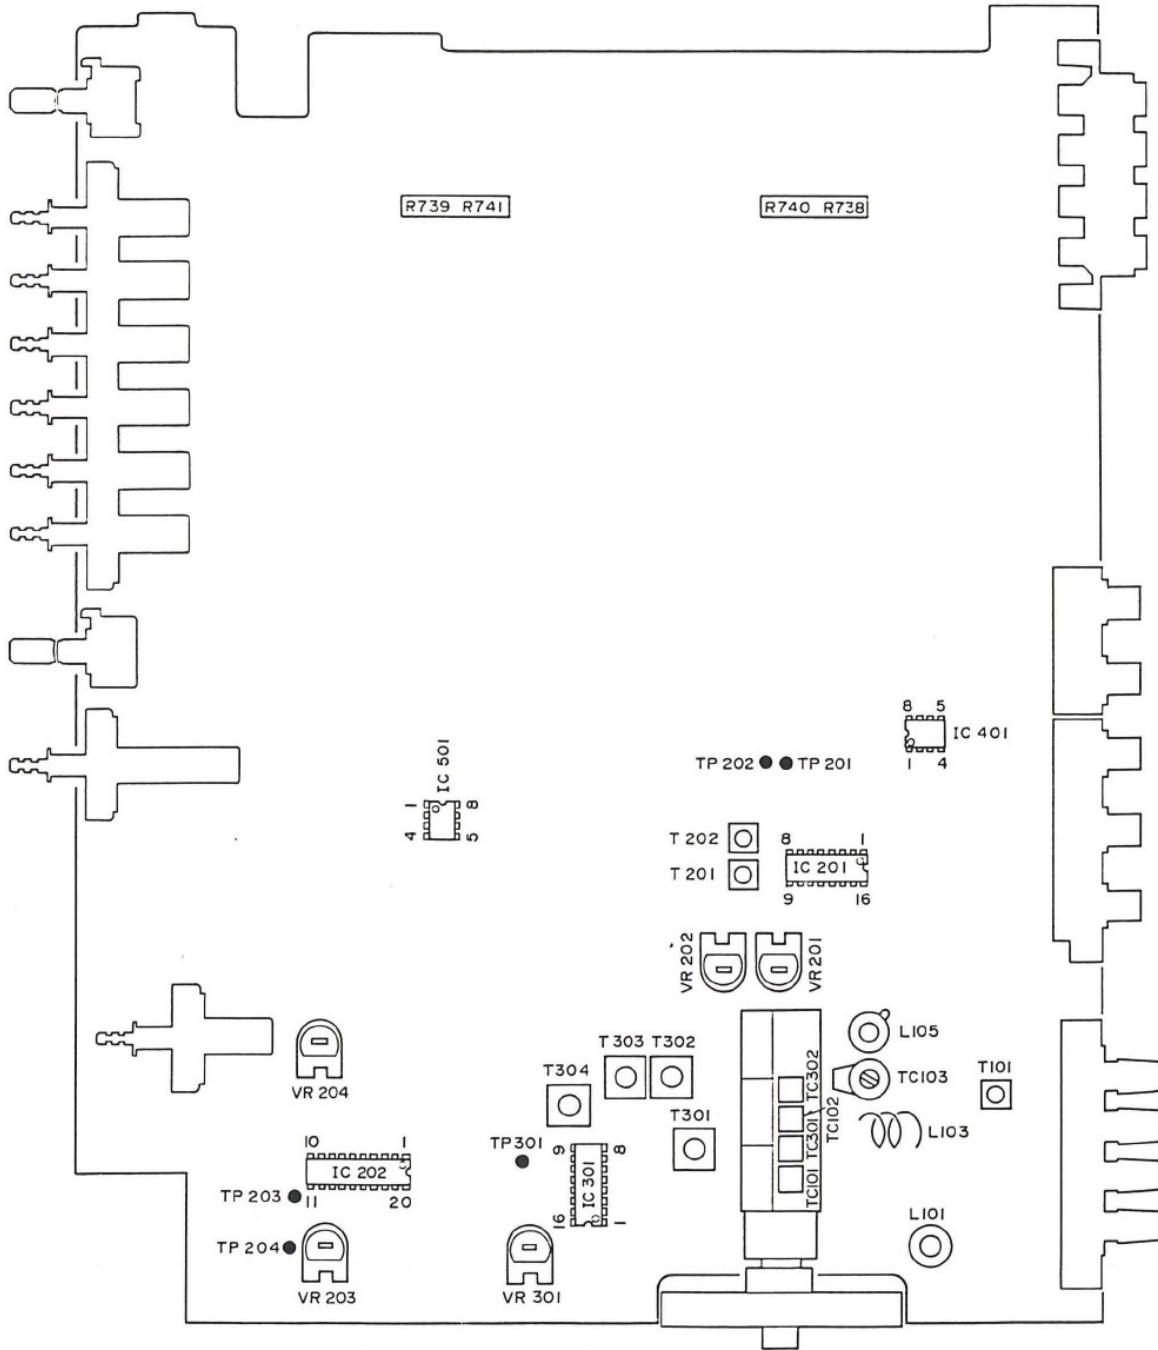 R739 R741
R740 R738
8 5
IC 401
1 4
TP 202 TP 201
IC 501
1 8
4 5
T 202
T 201
8 1
IC 201
9 16
VR 202
VR 201
L105
TC103
T101
L103
L101
T303 T302
T304
T301
TC302
TC102
TC301
TC101
VR 204
10 1
IC 202
11 20
TP 203
TP 204
VR 203
TP 301
9 8
IC 301
16 1
VR 301